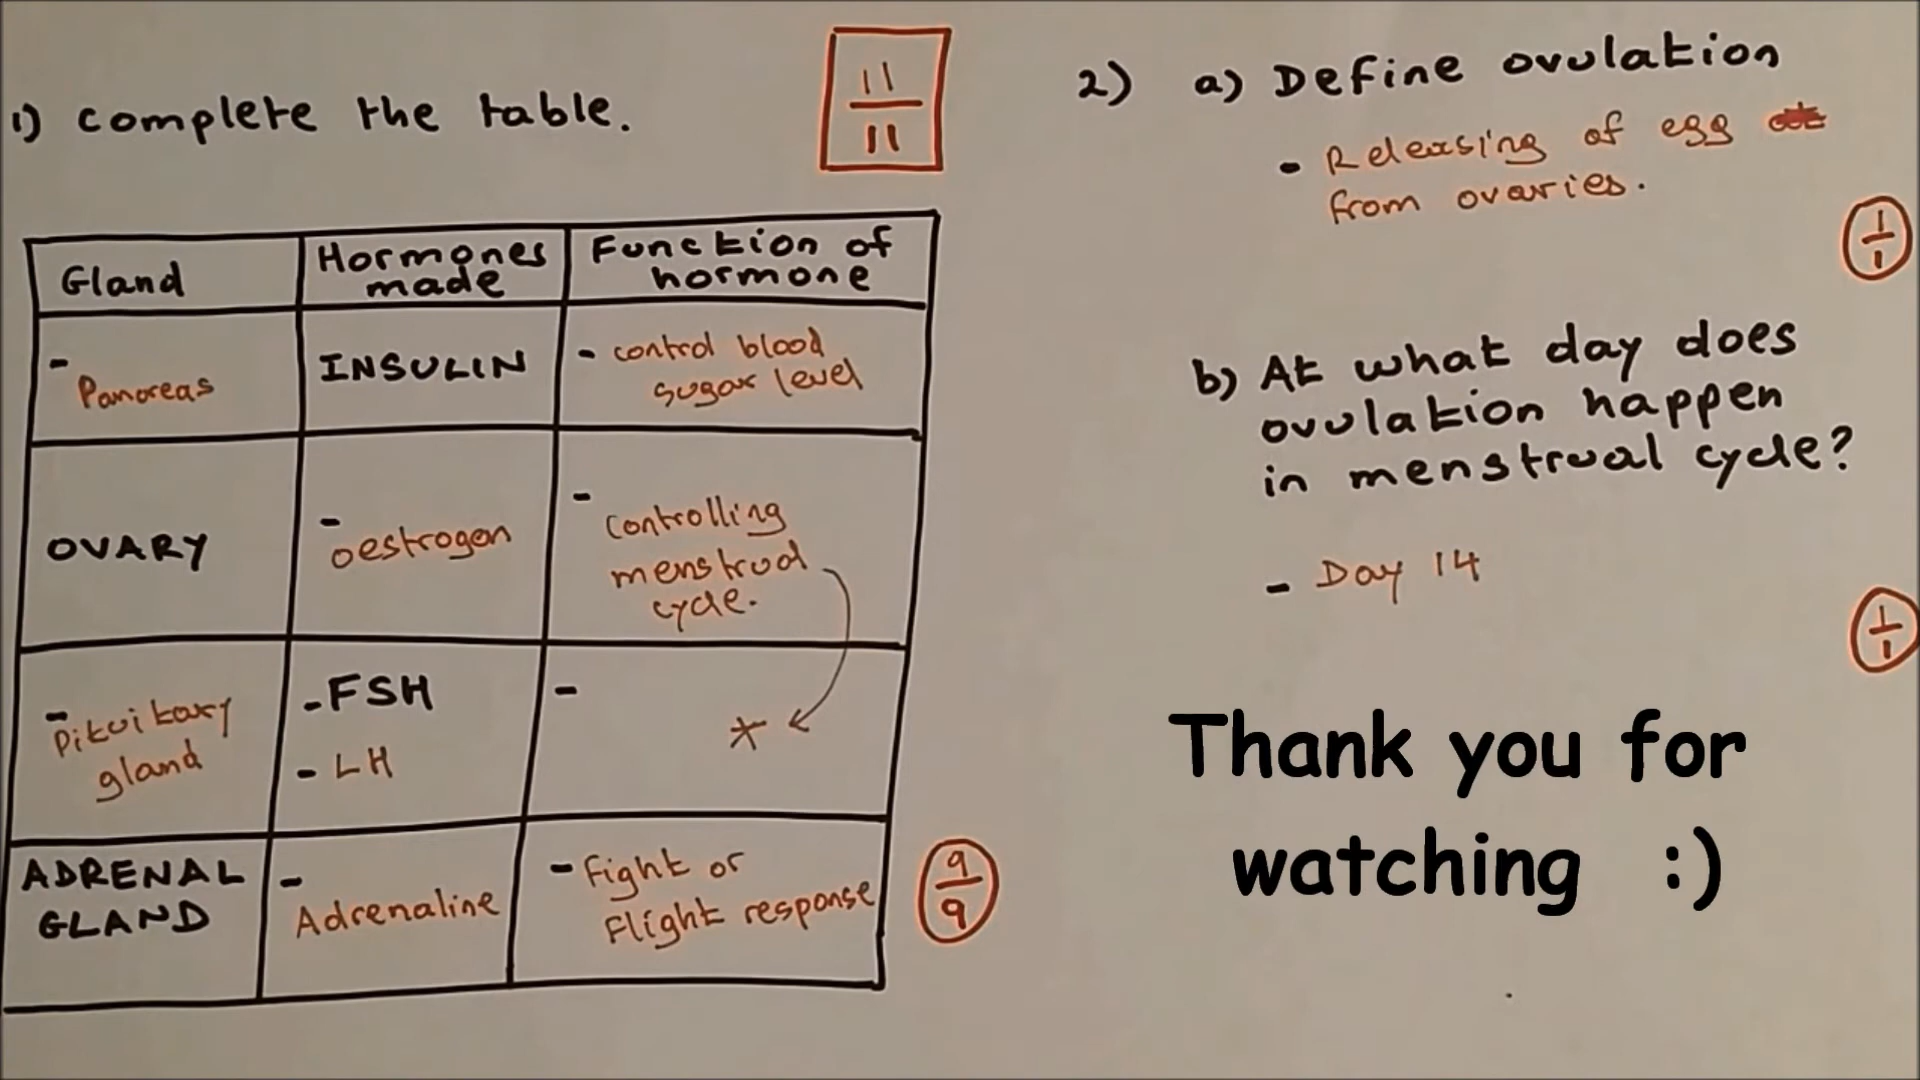 1) Complete the table.
11
11
Gland
Hormones
made
Function of
hormone
-
Pancreas
INSULIN
- control blood
sugar level
OVARY
-
oestrogen
-
Controlling
menstrual
cycle.
-
Pituitary
gland
- FSH
- LH
-
*
ADRENAL
GLAND
-
Adrenaline
- Fight or
Flight response
9
9
2) a) Define ovulation
- Releasing of egg
from ovaries.
1
1
b) At what day does
ovulation happen
in menstrual cycle?
- Day 14
1
1
Thank you for
watching :)